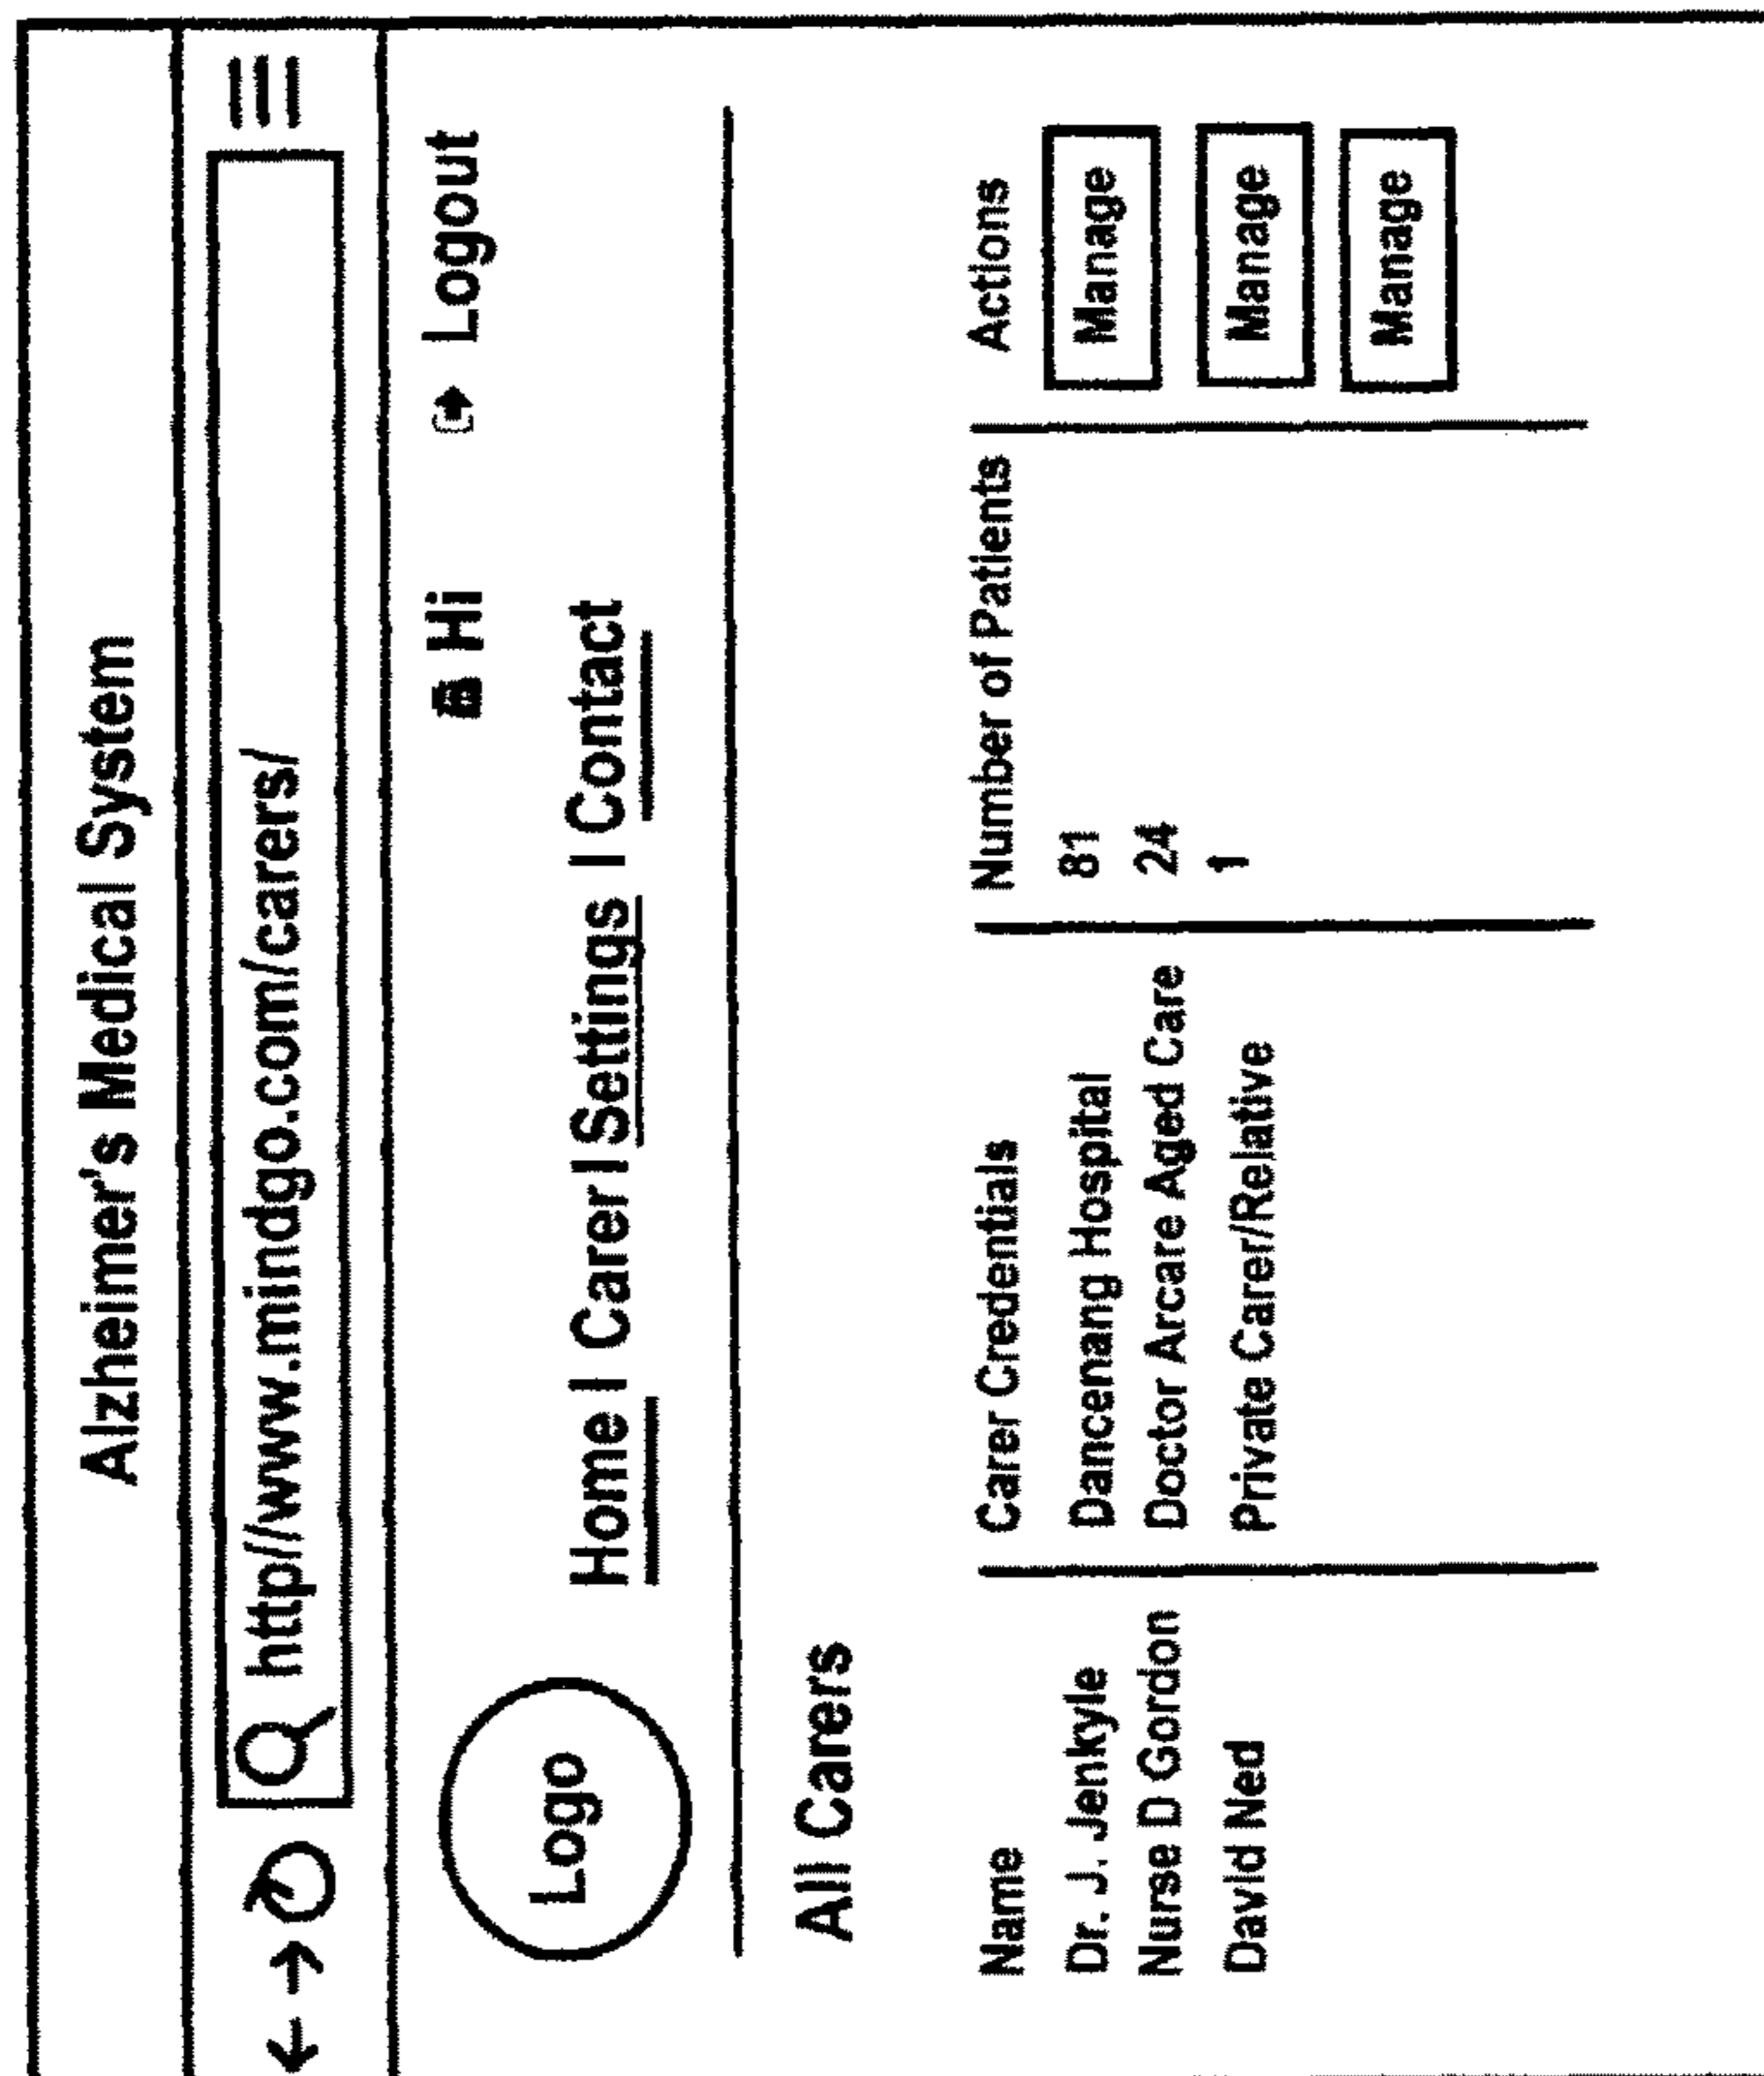 Alzheimer's Medical System
http//www.mindgo.com/carers/
Hi Logout
Logo
Home | Carer | Settings | Contact
All Carers
Name Carer Credentials Number of Patients Actions
Dr. J. Jenkyle Dancenang Hospital 81 Manage
Nurse D Gordon Doctor Arcare Aged Care 24 Manage
David Ned Private Carer/Relative 1 Manage